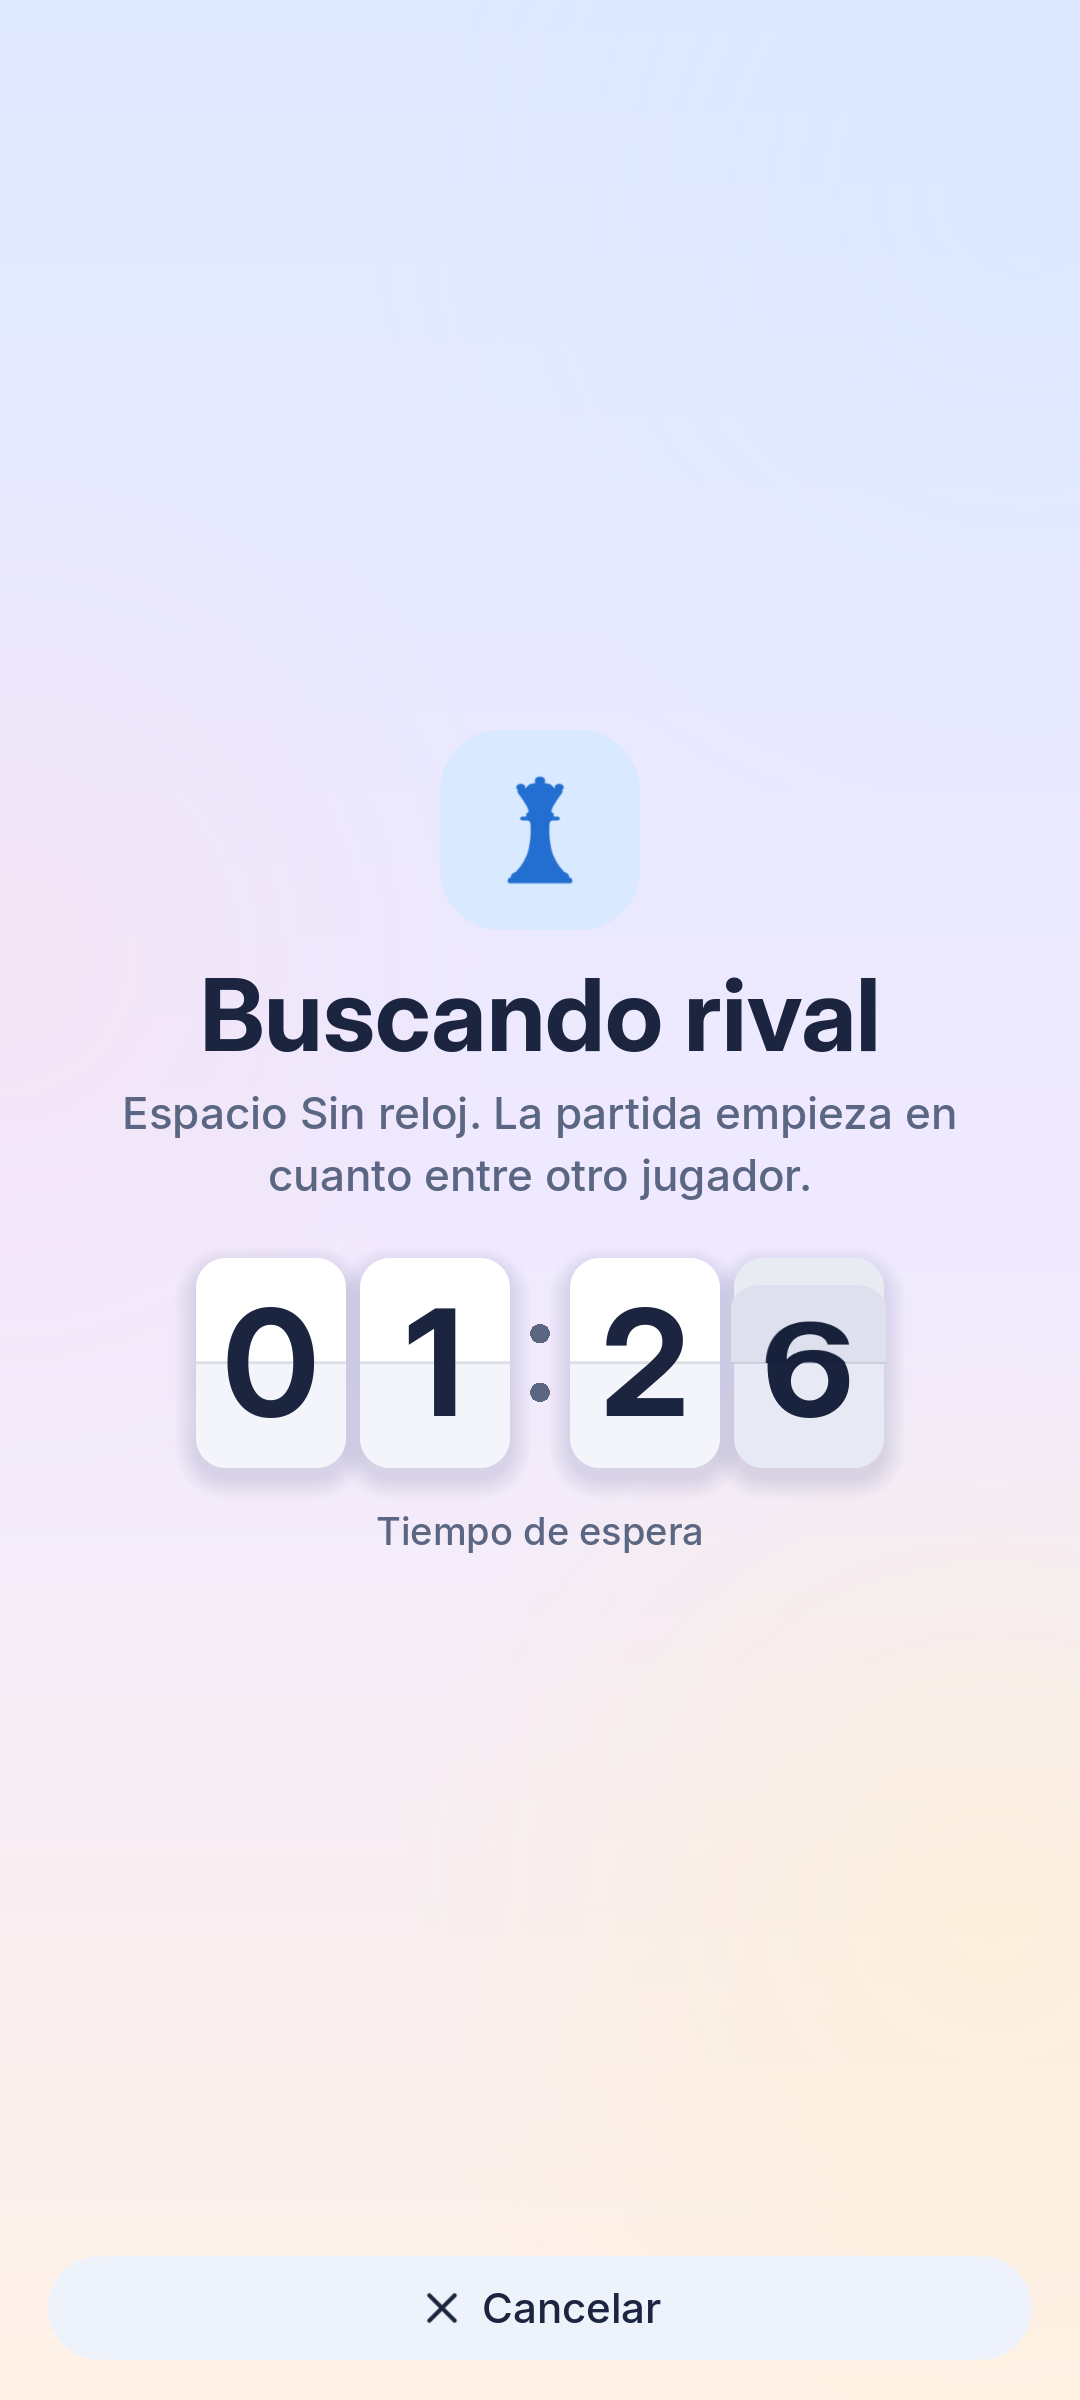 Buscando rival
Espacio Sin reloj. La partida empieza en
cuanto entre otro jugador.
01:26
Tiempo de espera
Cancelar